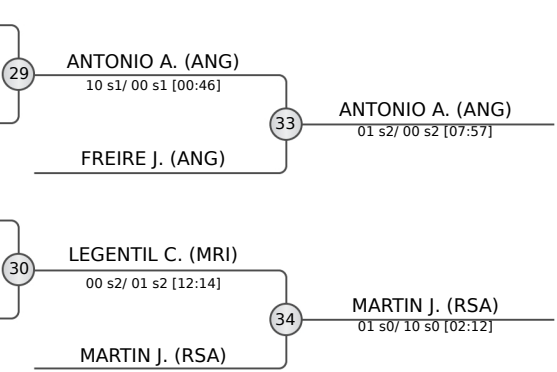 ANTONIO A. (ANG)
29
10 s1/ 00 s1 [00:46]
ANTONIO A. (ANG)
33
01 s2/ 00 s2 [07:57]
FREIRE J. (ANG)
LEGENTIL C. (MRI)
30
00 s2/ 01 s2 [12:14]
MARTIN J. (RSA)
34
01 s0/ 10 s0 [02:12]
MARTIN J. (RSA)